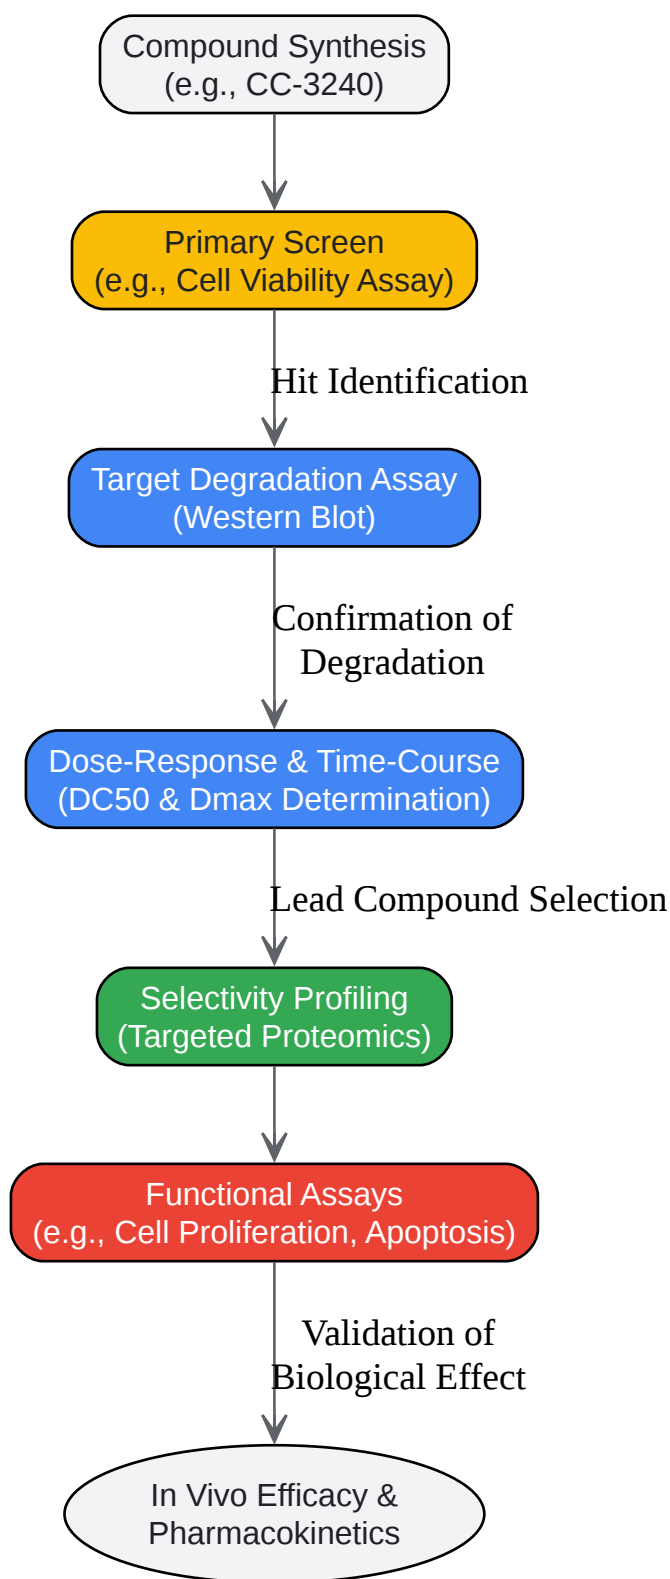 Compound Synthesis
(e.g., CC-3240)
Primary Screen
(e.g., Cell Viability Assay)
Hit Identification
Target Degradation Assay
(Western Blot)
Confirmation of
Degradation
Dose-Response & Time-Course
(DC50 & Dmax Determination)
Lead Compound Selection
Selectivity Profiling
(Targeted Proteomics)
Functional Assays
(e.g., Cell Proliferation, Apoptosis)
Validation of
Biological Effect
In Vivo Efficacy &
Pharmacokinetics